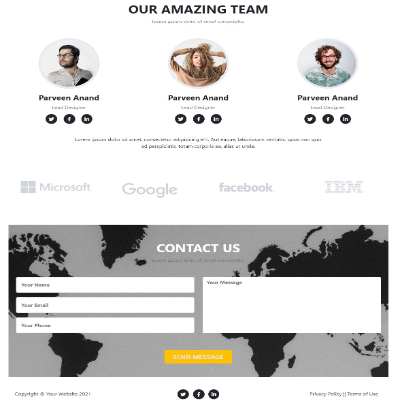 OUR AMAZING TEAM
Lorem ipsum dolor sit amet consectetur.
Parveen Anand
Lead Designer
Parveen Anand
Lead Designer
Parveen Anand
Lead Designer
Lorem ipsum dolor sit amet, consectetur adipisicing elit. Aut eaque, laboriosam veritatis, quos non quis
ad perspiciatis, totam corporis ea, alias ut unde.
Microsoft
Google
facebook
IBM
CONTACT US
Lorem ipsum dolor sit amet consectetur.
Your Name
Your Message
Your Email
Your Phone
SEND MESSAGE
Copyright © Your Website 2021
Privacy Policy || Terms of Use